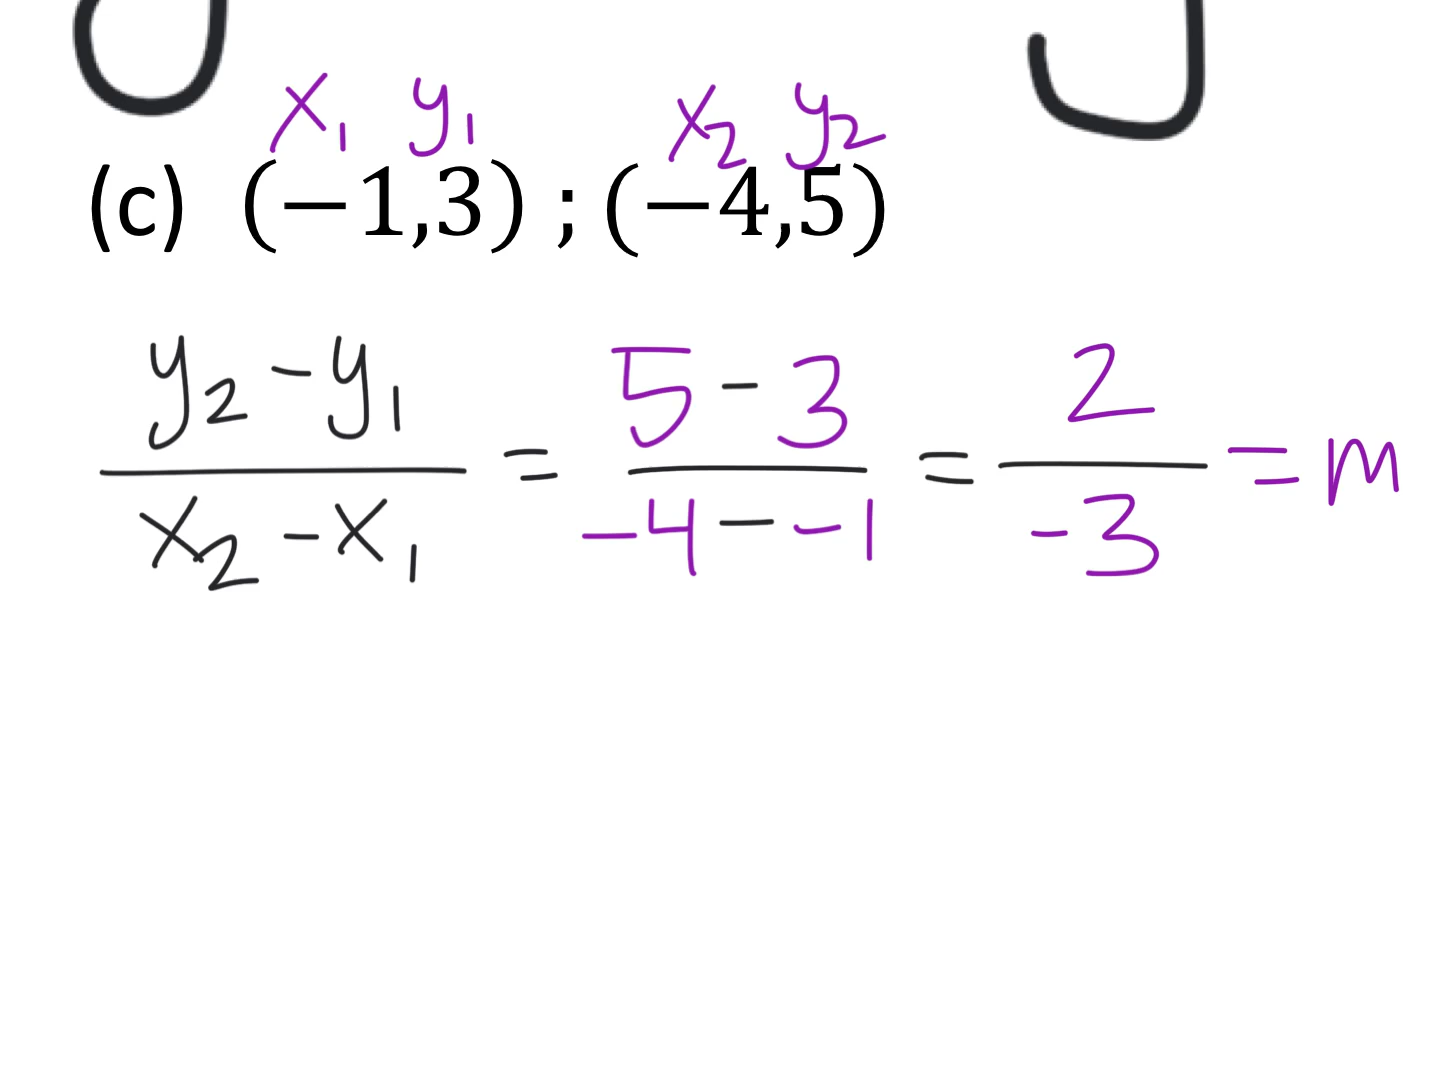 x₁ y₁ x₂ y₂
(c) (−1,3) ; (−4,5)
y₂ - y₁ / x₂ - x₁ = 5 - 3 / -4 - -1 = 2 / -3 = m